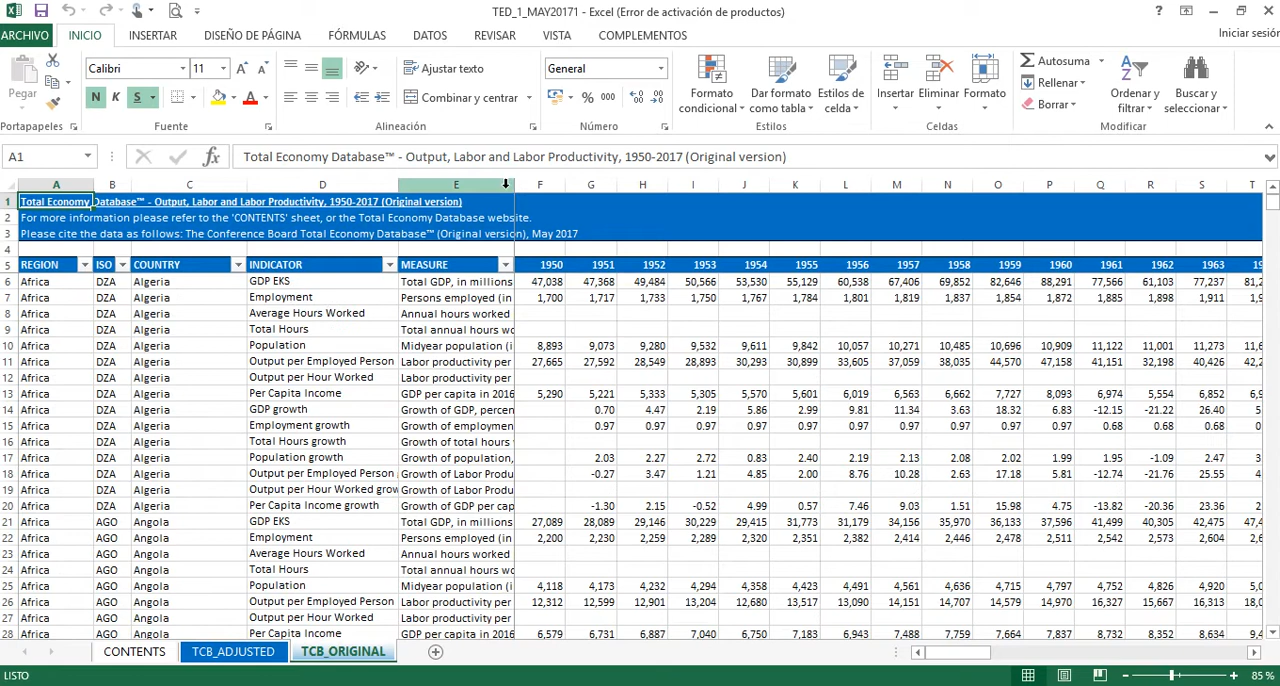 TED_1_MAY20171 - Excel (Error de activación de productos)
ARCHIVO INICIO INSERTAR DISEÑO DE PÁGINA FÓRMULAS DATOS REVISAR VISTA COMPLEMENTOS Iniciar sesión
Pegar
Calibri 11
N K S
Portapapeles
Fuente
Ajustar texto
Combinar y centrar
Alineación
General
% 000
Número
Formato condicional
Dar formato como tabla
Estilos de celda
Estilos
Insertar Eliminar Formato
Celdas
Autosuma
Rellenar
Borrar
Ordenar y filtrar
Buscar y seleccionar
Modificar
A1 fx Total Economy Database™ - Output, Labor and Labor Productivity, 1950-2017 (Original version)
A B C D E F G H I J K L M N O P Q R S T
1 Total Economy Database™ - Output, Labor and Labor Productivity, 1950-2017 (Original version)
2 For more information please refer to the 'CONTENTS' sheet, or the Total Economy Database website.
3 Please cite the data as follows: The Conference Board Total Economy Database™ (Original version), May 2017
4
5 REGION ISO COUNTRY INDICATOR MEASURE 1950 1951 1952 1953 1954 1955 1956 1957 1958 1959 1960 1961 1962 1963
6 Africa DZA Algeria GDP EKS Total GDP, in millions 47,038 47,368 49,484 50,566 53,530 55,129 60,538 67,406 69,852 82,646 88,291 77,566 61,103 77,237
7 Africa DZA Algeria Employment Persons employed (in 1,700 1,717 1,733 1,750 1,767 1,784 1,801 1,819 1,837 1,854 1,872 1,885 1,898 1,911
8 Africa DZA Algeria Average Hours Worked Annual hours worked
9 Africa DZA Algeria Total Hours Total annual hours wo
10 Africa DZA Algeria Population Midyear population (i 8,893 9,073 9,280 9,532 9,611 9,842 10,057 10,271 10,485 10,696 10,909 11,122 11,001 11,273
11 Africa DZA Algeria Output per Employed Person Labor productivity per 27,665 27,592 28,549 28,893 30,293 30,899 33,605 37,059 38,035 44,570 47,158 41,151 32,198 40,426
12 Africa DZA Algeria Output per Hour Worked Labor productivity per
13 Africa DZA Algeria Per Capita Income GDP per capita in 2016 5,290 5,221 5,333 5,305 5,570 5,601 6,019 6,563 6,662 7,727 8,093 6,974 5,554 6,852
14 Africa DZA Algeria GDP growth Growth of GDP, percen 0.70 4.47 2.19 5.86 2.99 9.81 11.34 3.63 18.32 6.83 -12.15 -21.22 26.40
15 Africa DZA Algeria Employment growth Growth of employmen 0.97 0.97 0.97 0.97 0.97 0.97 0.97 0.97 0.97 0.97 0.68 0.68 0.68
16 Africa DZA Algeria Total Hours growth Growth of total hours
17 Africa DZA Algeria Population growth Growth of population, 2.03 2.27 2.72 0.83 2.40 2.19 2.13 2.08 2.02 1.99 1.95 -1.09 2.47
18 Africa DZA Algeria Output per Employed Person Growth of Labor Produ -0.27 3.47 1.21 4.85 2.00 8.76 10.28 2.63 17.18 5.81 -12.74 -21.76 25.55
19 Africa DZA Algeria Output per Hour Worked grow Growth of Labor Produ
20 Africa DZA Algeria Per Capita Income growth Growth of GDP per cap -1.30 2.15 -0.52 4.99 0.57 7.46 9.03 1.51 15.98 4.75 -13.82 -20.36 23.36
21 Africa AGO Angola GDP EKS Total GDP, in millions 27,089 28,089 29,146 30,229 29,415 31,773 31,179 34,156 35,970 36,133 37,596 41,499 40,305 42,475
22 Africa AGO Angola Employment Persons employed (in 2,200 2,230 2,259 2,289 2,320 2,351 2,382 2,414 2,446 2,478 2,511 2,542 2,573 2,604
23 Africa AGO Angola Average Hours Worked Annual hours worked
24 Africa AGO Angola Total Hours Total annual hours wo
25 Africa AGO Angola Population Midyear population (i 4,118 4,173 4,232 4,294 4,358 4,423 4,491 4,561 4,636 4,715 4,797 4,752 4,826 4,920
26 Africa AGO Angola Output per Employed Person Labor productivity per 12,312 12,599 12,901 13,204 12,680 13,517 13,090 14,151 14,707 14,579 14,970 16,327 15,667 16,313
27 Africa AGO Angola Output per Hour Worked Labor productivity per
28 Africa AGO Angola Per Capita Income GDP per capita in 2016 6,579 6,731 6,887 7,040 6,750 7,183 6,943 7,488 7,759 7,664 7,837 8,732 8,352 8,634
CONTENTS TCB_ADJUSTED TCB_ORIGINAL
LISTO 85 %